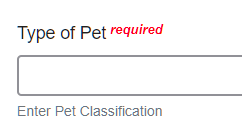 Type of Pet required
Enter Pet Classification